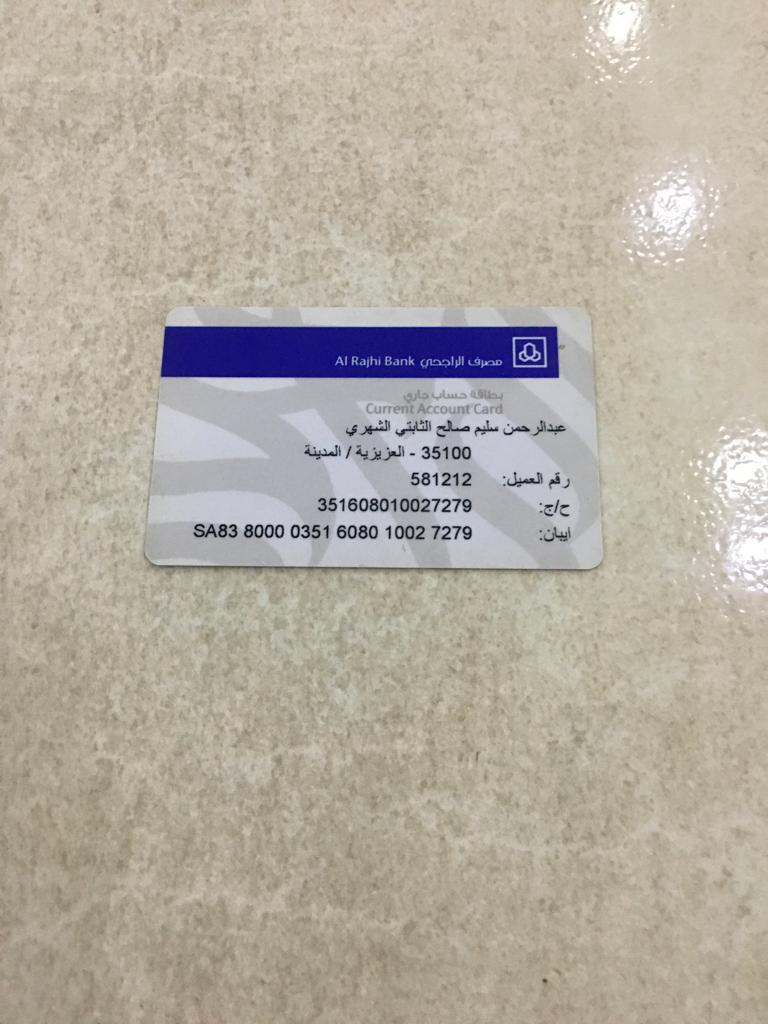 مصرف الراجحي Al Rajhi Bank
بطاقة حساب جاري
Current Account Card
عبدالرحمن سليم صالح الثابتي الشهري
35100 - العزيزية / المدينة
رقم العميل: 581212
ح/ج: 351608010027279
ايبان: SA83 8000 0351 6080 1002 7279